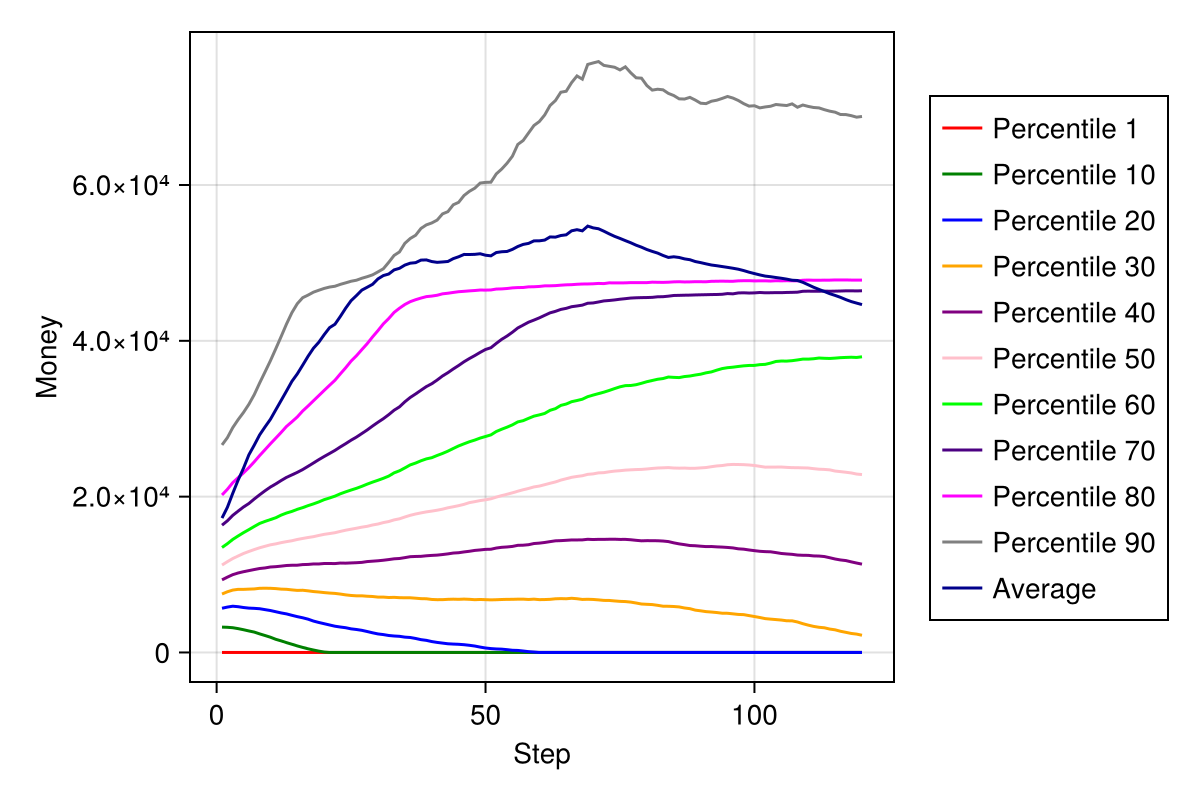 6.0×10⁴
4.0×10⁴
2.0×10⁴
0
Money
0 50 100
Step
Percentile 1
Percentile 10
Percentile 20
Percentile 30
Percentile 40
Percentile 50
Percentile 60
Percentile 70
Percentile 80
Percentile 90
Average